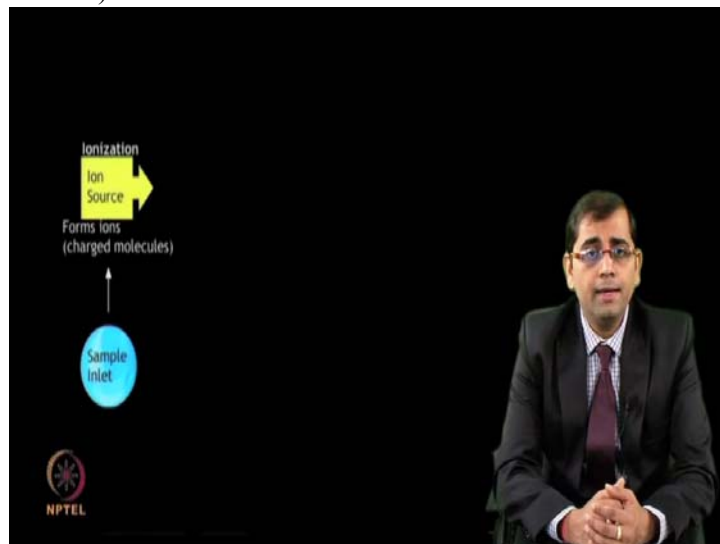 Ionization
Ion
Source
Forms ions
(charged molecules)
Sample
Inlet
NPTEL